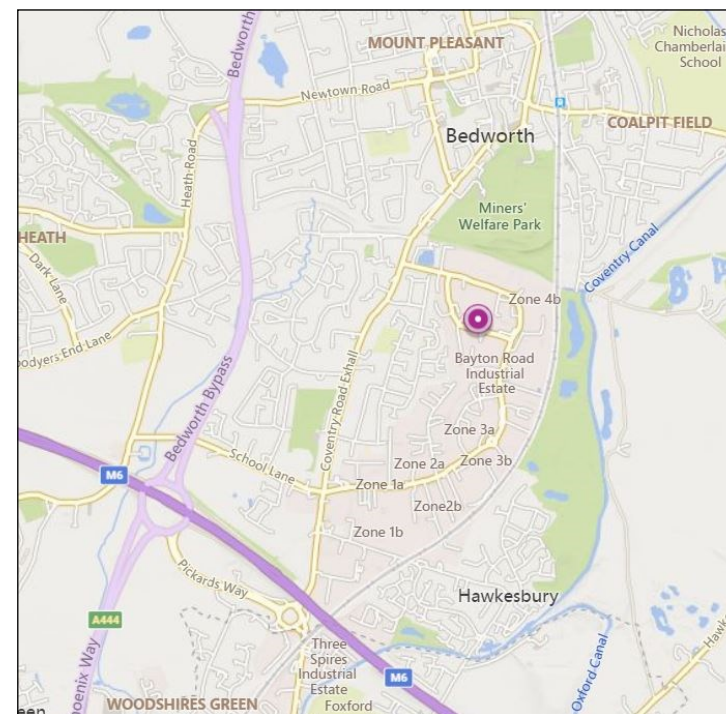 Nicholas
Chamberlai
School
MOUNT PLEASANT
Bedworth
Newtown Road
COALPIT FIELD
Bedworth
Heath Road
Miners'
Welfare Park
HEATH
Dark Lane
Coventry Canal
Zone 4b
odyers End Lane
Bayton Road
Industrial
Estate
Bedworth Bypass
Coventry Road Exhall
Zone 3a
School Lane
Zone 2a
Zone 3b
M6
Zone 1a
Zone2b
Zone 1b
Pickards Way
Hawkesbury
A444
Three
Spires
Industrial
Estate
Hawk
M6
Oxford Canal
hoenix Way
WOODSHIRES GREEN
Foxford
een